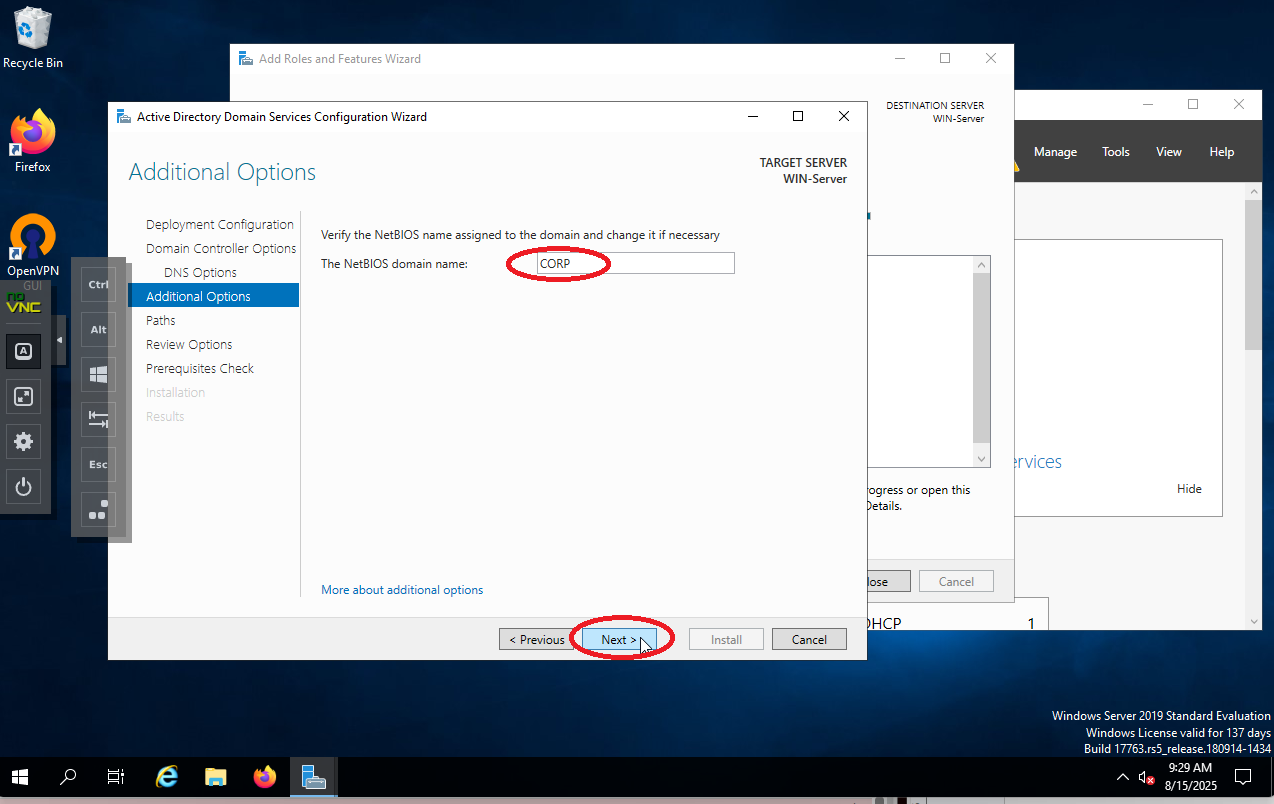 Recycle Bin
Firefox
OpenVPN
GUI
no
VNC
A
Ctrl
Alt
Esc
Add Roles and Features Wizard
DESTINATION SERVER
WIN-Server
Manage Tools View Help
Active Directory Domain Services Configuration Wizard
Additional Options
TARGET SERVER
WIN-Server
Deployment Configuration
Domain Controller Options
DNS Options
Additional Options
Paths
Review Options
Prerequisites Check
Installation
Results
Verify the NetBIOS name assigned to the domain and change it if necessary
The NetBIOS domain name: CORP
More about additional options
< Previous Next > Install Cancel
ervices
Hide
rogress or open this
Details.
lose Cancel
DHCP 1
Windows Server 2019 Standard Evaluation
Windows License valid for 137 days
Build 17763.rs5_release.180914-1434
9:29 AM
8/15/2025